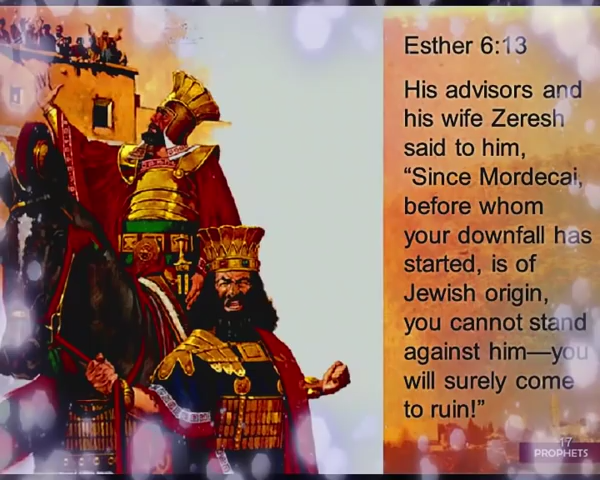 Esther 6:13
His advisors and
his wife Zeresh
said to him,
“Since Mordecai,
before whom
your downfall has
started, is of
Jewish origin,
you cannot stand
against him—you
will surely come
to ruin!”
17
PROPHETS